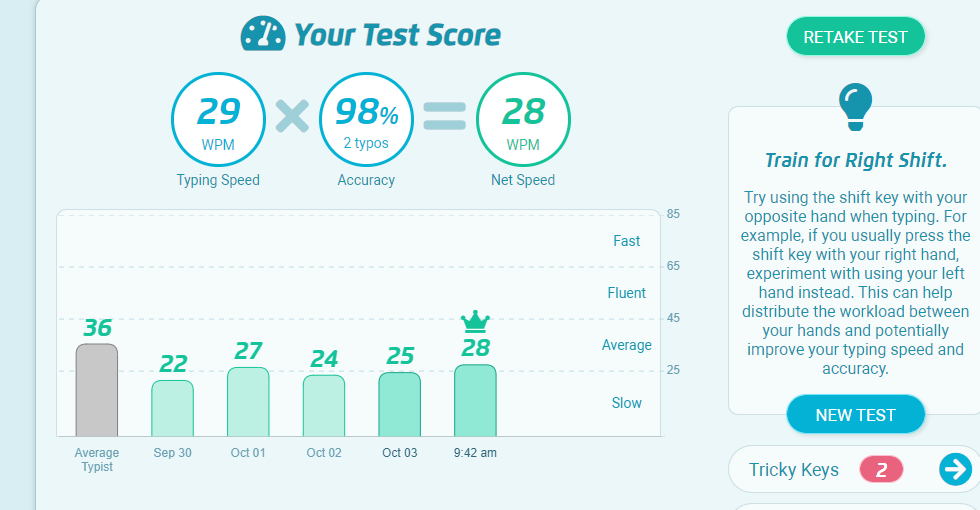 Your Test Score
RETAKE TEST
29
WPM
Typing Speed
98%
2 typos
Accuracy
28
WPM
Net Speed
85
Fast
65
Fluent
45
Average
25
Slow
36
22
27
24
25
28
Average
Typist
Sep 30
Oct 01
Oct 02
Oct 03
9:42 am
Train for Right Shift.
Try using the shift key with your
opposite hand when typing. For
example, if you usually press the
shift key with your right hand,
experiment with using your left
hand instead. This can help
distribute the workload between
your hands and potentially
improve your typing speed and
accuracy.
NEW TEST
Tricky Keys 2